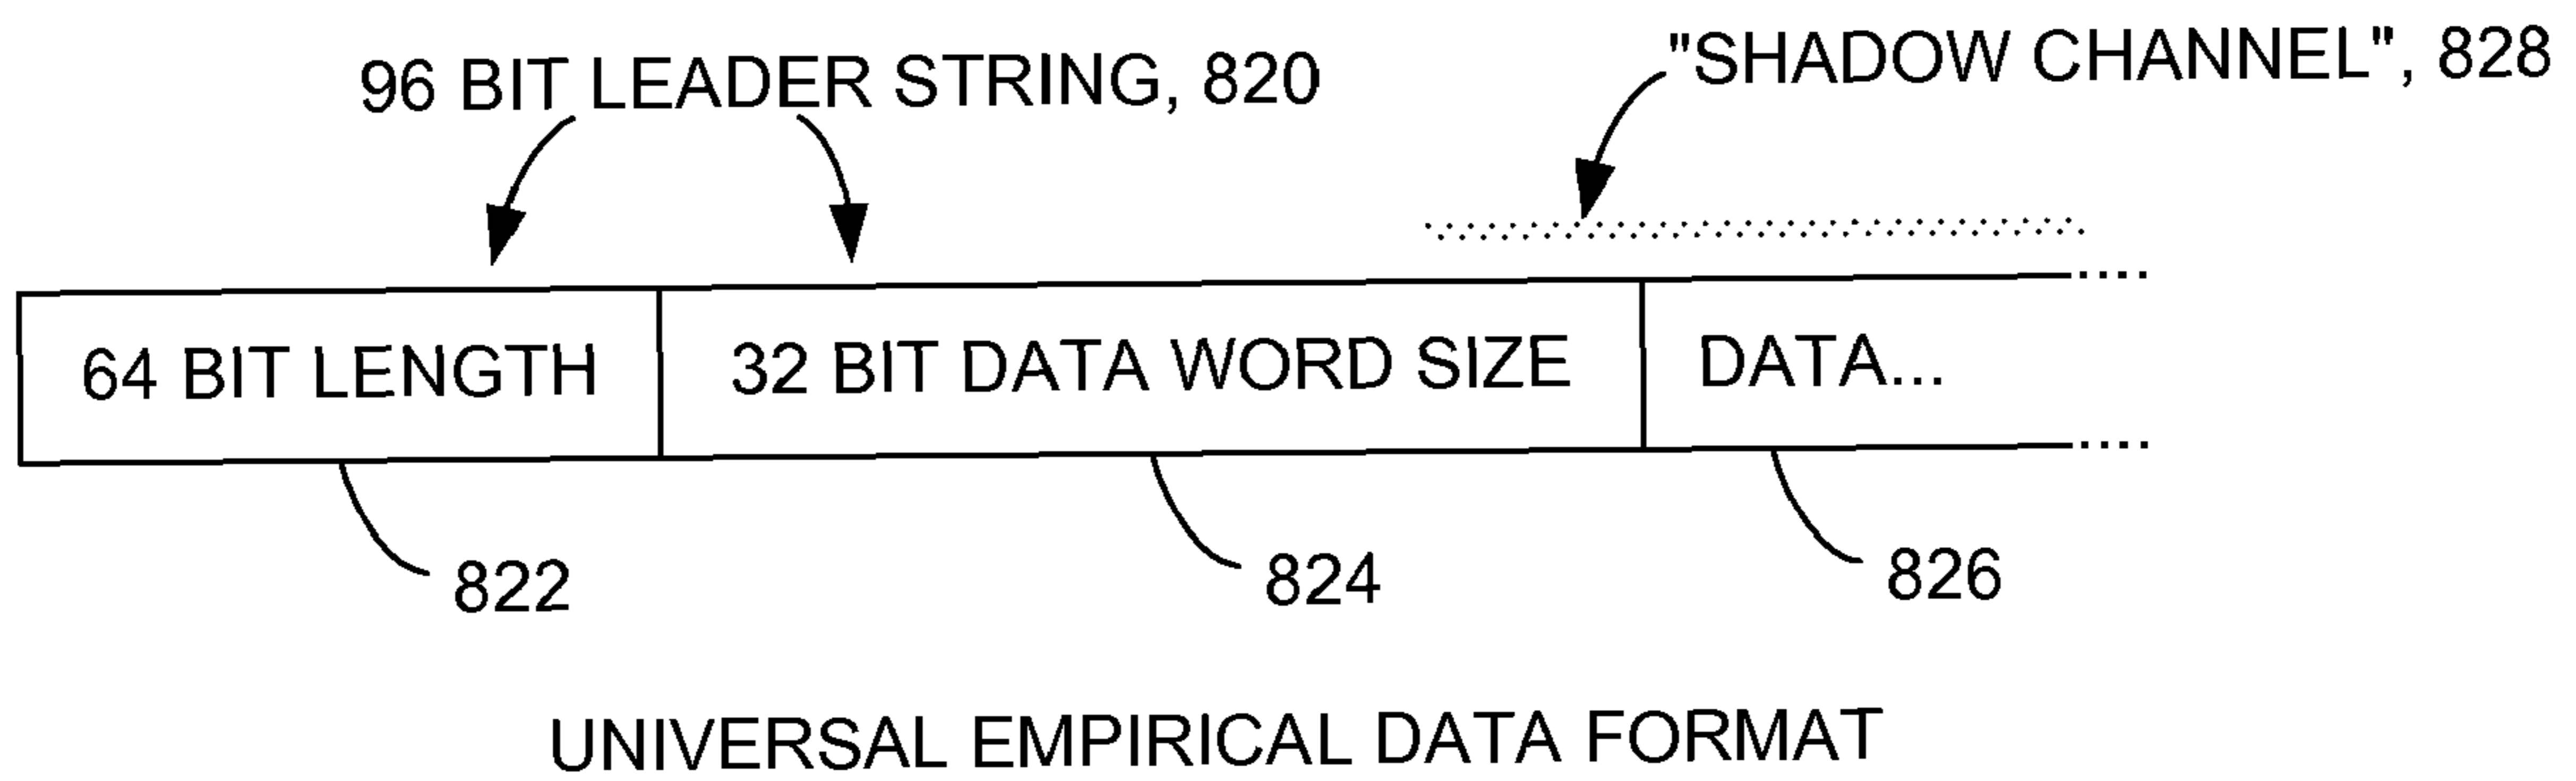 "SHADOW CHANNEL", 828
96 BIT LEADER STRING, 820
64 BIT LENGTH
32 BIT DATA WORD SIZE
DATA...
822
824
826
UNIVERSAL EMPIRICAL DATA FORMAT